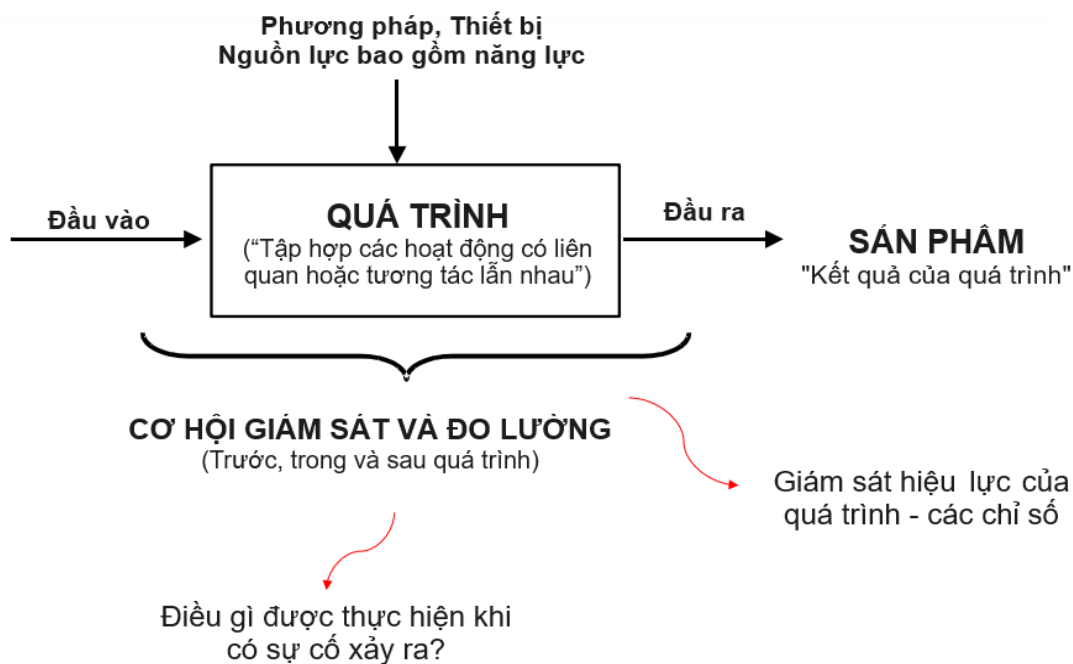 Phương pháp, Thiết bị
Nguồn lực bao gồm năng lực
Đầu vào
QUÁ TRÌNH
(“Tập hợp các hoạt động có liên
quan hoặc tương tác lẫn nhau”)
Đầu ra
SÁN PHÂM
"Kết quả của quá trình"
CƠ HỘI GIÁM SÁT VÀ ĐO LƯỜNG
(Trước, trong và sau quá trình)
Giám sát hiệu lực của
quá trình - các chỉ số
Điều gì được thực hiện khi
có sự cố xảy ra?